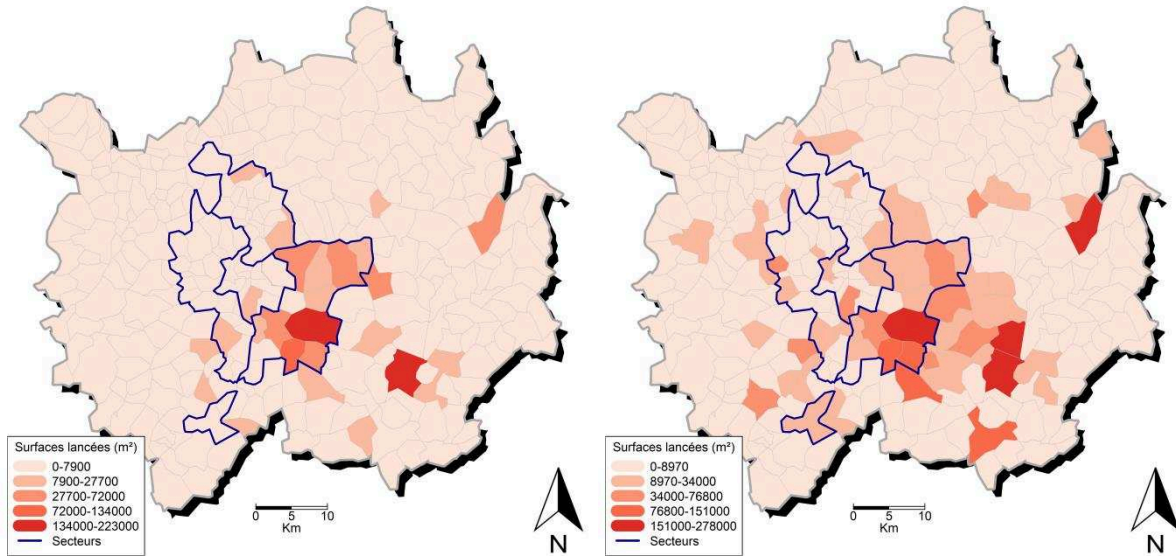 Surfaces lancées (m²)
0-7900
7900-27700
27700-72000
72000-134000
134000-223000
Secteurs
0 5 10
Km
N
Surfaces lancées (m²)
0-8970
8970-34000
34000-76800
76800-151000
151000-278000
Secteurs
0 5 10
Km
N